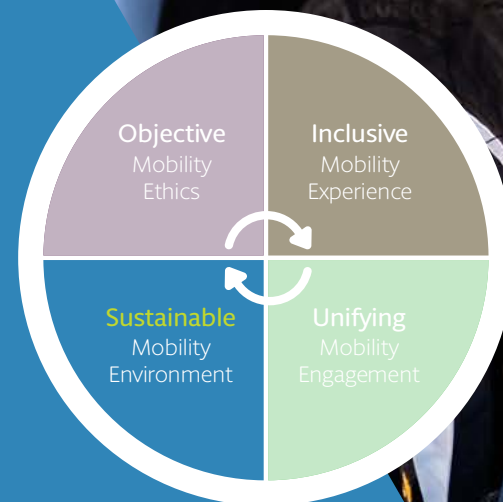 Objective
Mobility
Ethics
Inclusive
Mobility
Experience
Sustainable
Mobility
Environment
Unifying
Mobility
Engagement